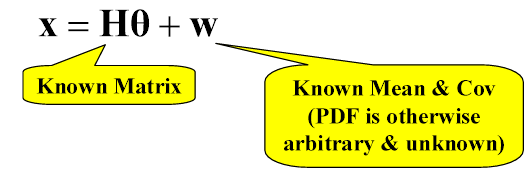 x = Hθ + w
Known Matrix
Known Mean & Cov
(PDF is otherwise
arbitrary & unknown)